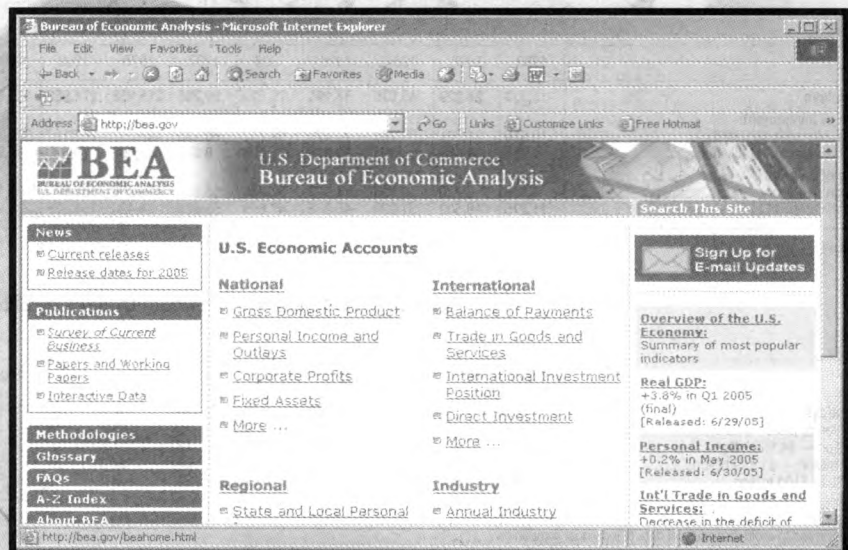 Bureau of Economic Analysis - Microsoft Internet Explorer
File Edit View Favorites Tools Help
Back Search Favorites Media
Address http://bea.gov Go Links Customize Links Free Hotmail »
BEA
BUREAU OF ECONOMIC ANALYSIS
U.S. DEPARTMENT OF COMMERCE
U.S. Department of Commerce
Bureau of Economic Analysis
Search This Site
News
Current releases
Release dates for 2005
Publications
Survey of Current
Business
Papers and Working
Papers
Interactive Data
Methodologies
Glossary
FAQs
A-Z Index
About BEA
U.S. Economic Accounts
National
Gross Domestic Product
Personal Income and
Outlays
Corporate Profits
Fixed Assets
More ...
International
Balance of Payments
Trade in Goods and
Services
International Investment
Position
Direct Investment
More ...
Regional
State and Local Personal
Industry
Annual Industry
Sign Up for
E-mail Updates
Overview of the U.S.
Economy:
Summary of most popular
indicators
Real GDP:
+3.8% in Q1 2005
(final)
[Released: 6/29/05]
Personal Income:
+0.2% in May 2005
[Released: 6/30/05]
Int'l Trade in Goods and
Services:
Decrease in the deficit of
http://bea.gov/beahome.html Internet